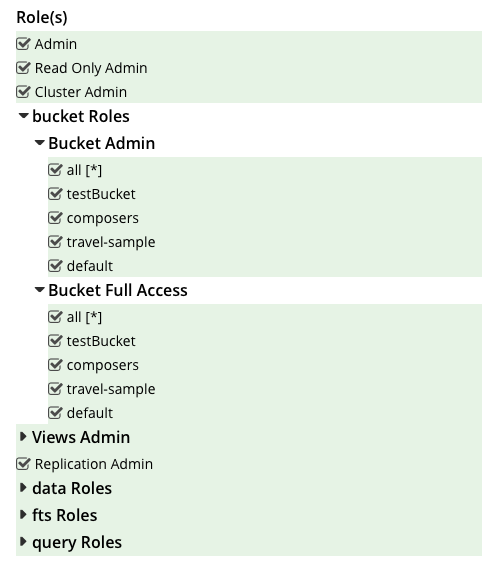 Role(s)
Admin
Read Only Admin
Cluster Admin
bucket Roles
Bucket Admin
all [*]
testBucket
composers
travel-sample
default
Bucket Full Access
all [*]
testBucket
composers
travel-sample
default
Views Admin
Replication Admin
data Roles
fts Roles
query Roles